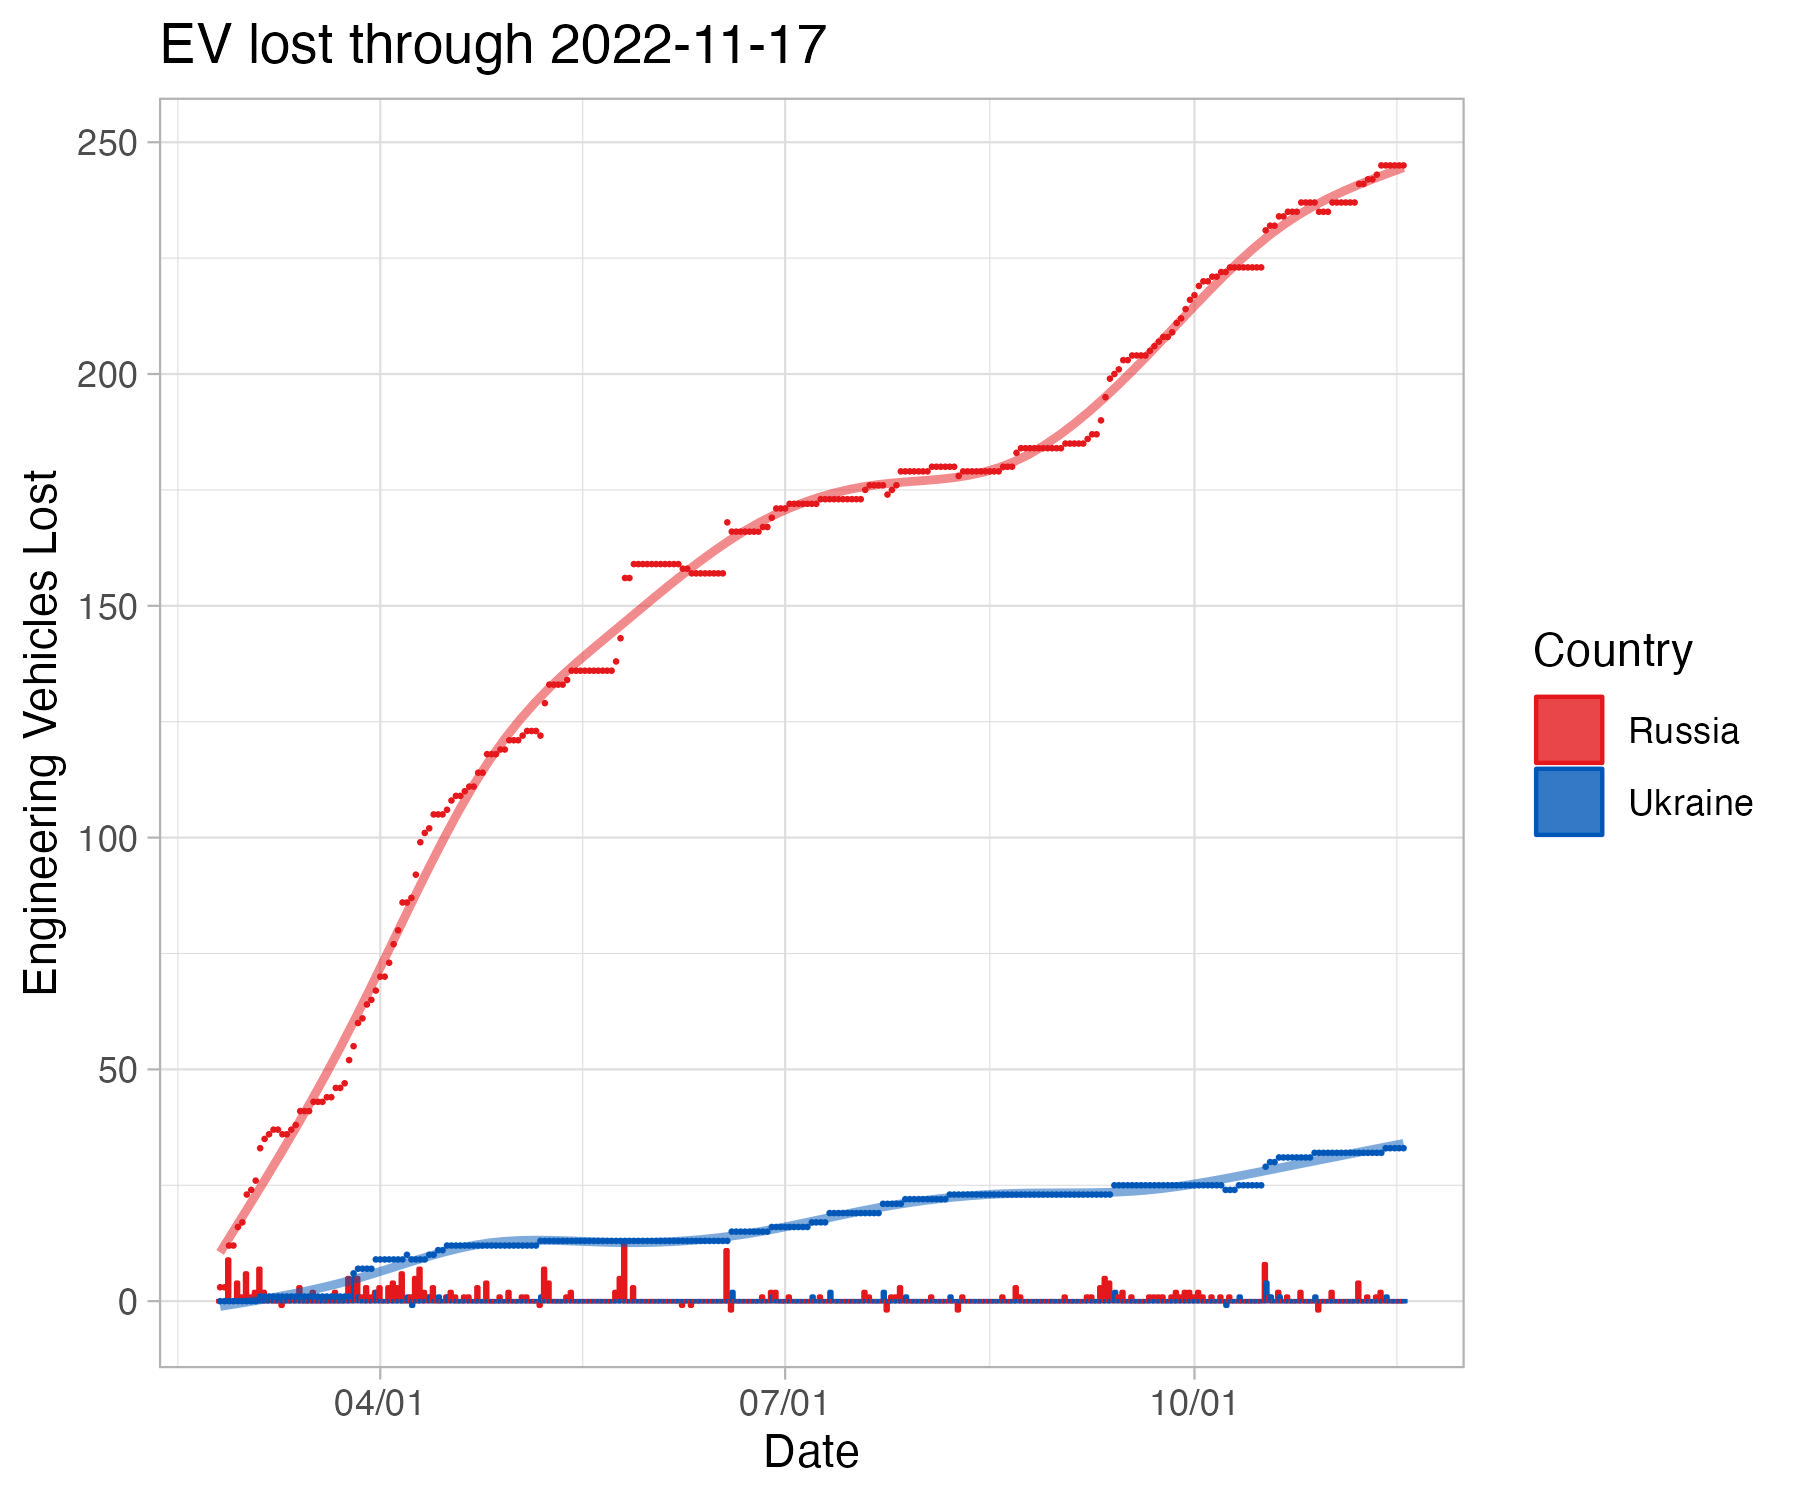 EV lost through 2022-11-17
Engineering Vehicles Lost
250
200
150
100
50
0
04/01
07/01
10/01
Date
Country
Russia
Ukraine